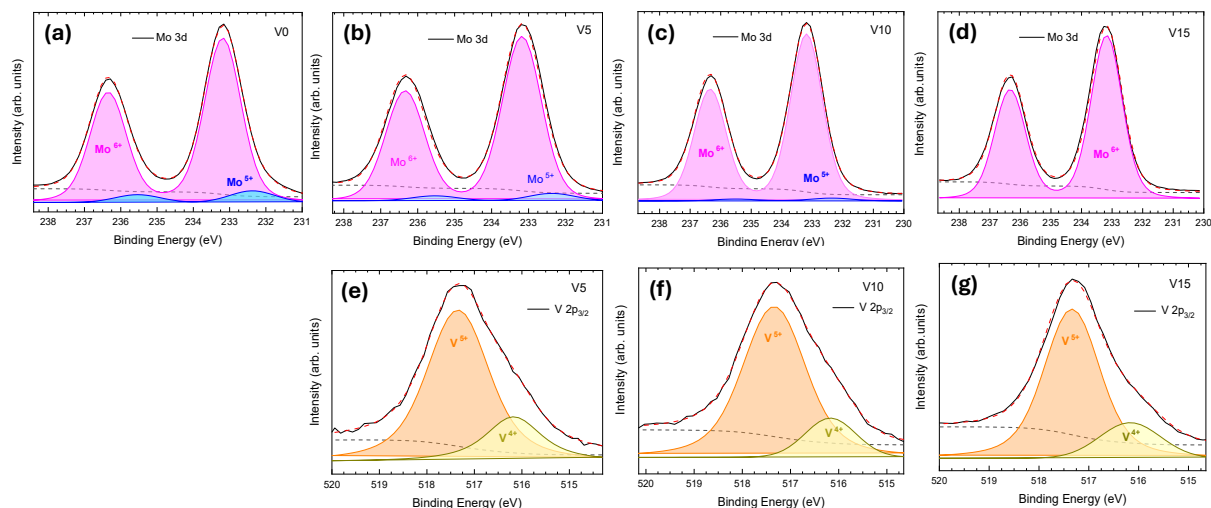 (a)
Mo 3d
V0
Mo 6+
Mo 5+
Intensity (arb. units)
238 237 236 235 234 233 232 231
Binding Energy (eV)
(b)
Mo 3d
V5
Mo 6+
Mo 5+
Intensity (arb. units)
238 237 236 235 234 233 232 231
Binding Energy (eV)
(c)
Mo 3d
V10
Mo 6+
Mo 5+
Intensity (arb. units)
238 237 236 235 234 233 232 231 230
Binding Energy (eV)
(d)
Mo 3d
V15
Mo 6+
Intensity (arb. units)
238 237 236 235 234 233 232 231 230
Binding Energy (eV)
(e)
V5
V 2p3/2
V 5+
V 4+
Intensity (arb. units)
520 519 518 517 516 515
Binding Energy (eV)
(f)
V10
V 2p3/2
V 5+
V 4+
Intensity (arb. units)
520 519 518 517 516 515
Binding Energy (eV)
(g)
V15
V 2p3/2
V 5+
V 4+
Intensity (arb. units)
520 519 518 517 516 515
Binding Energy (eV)